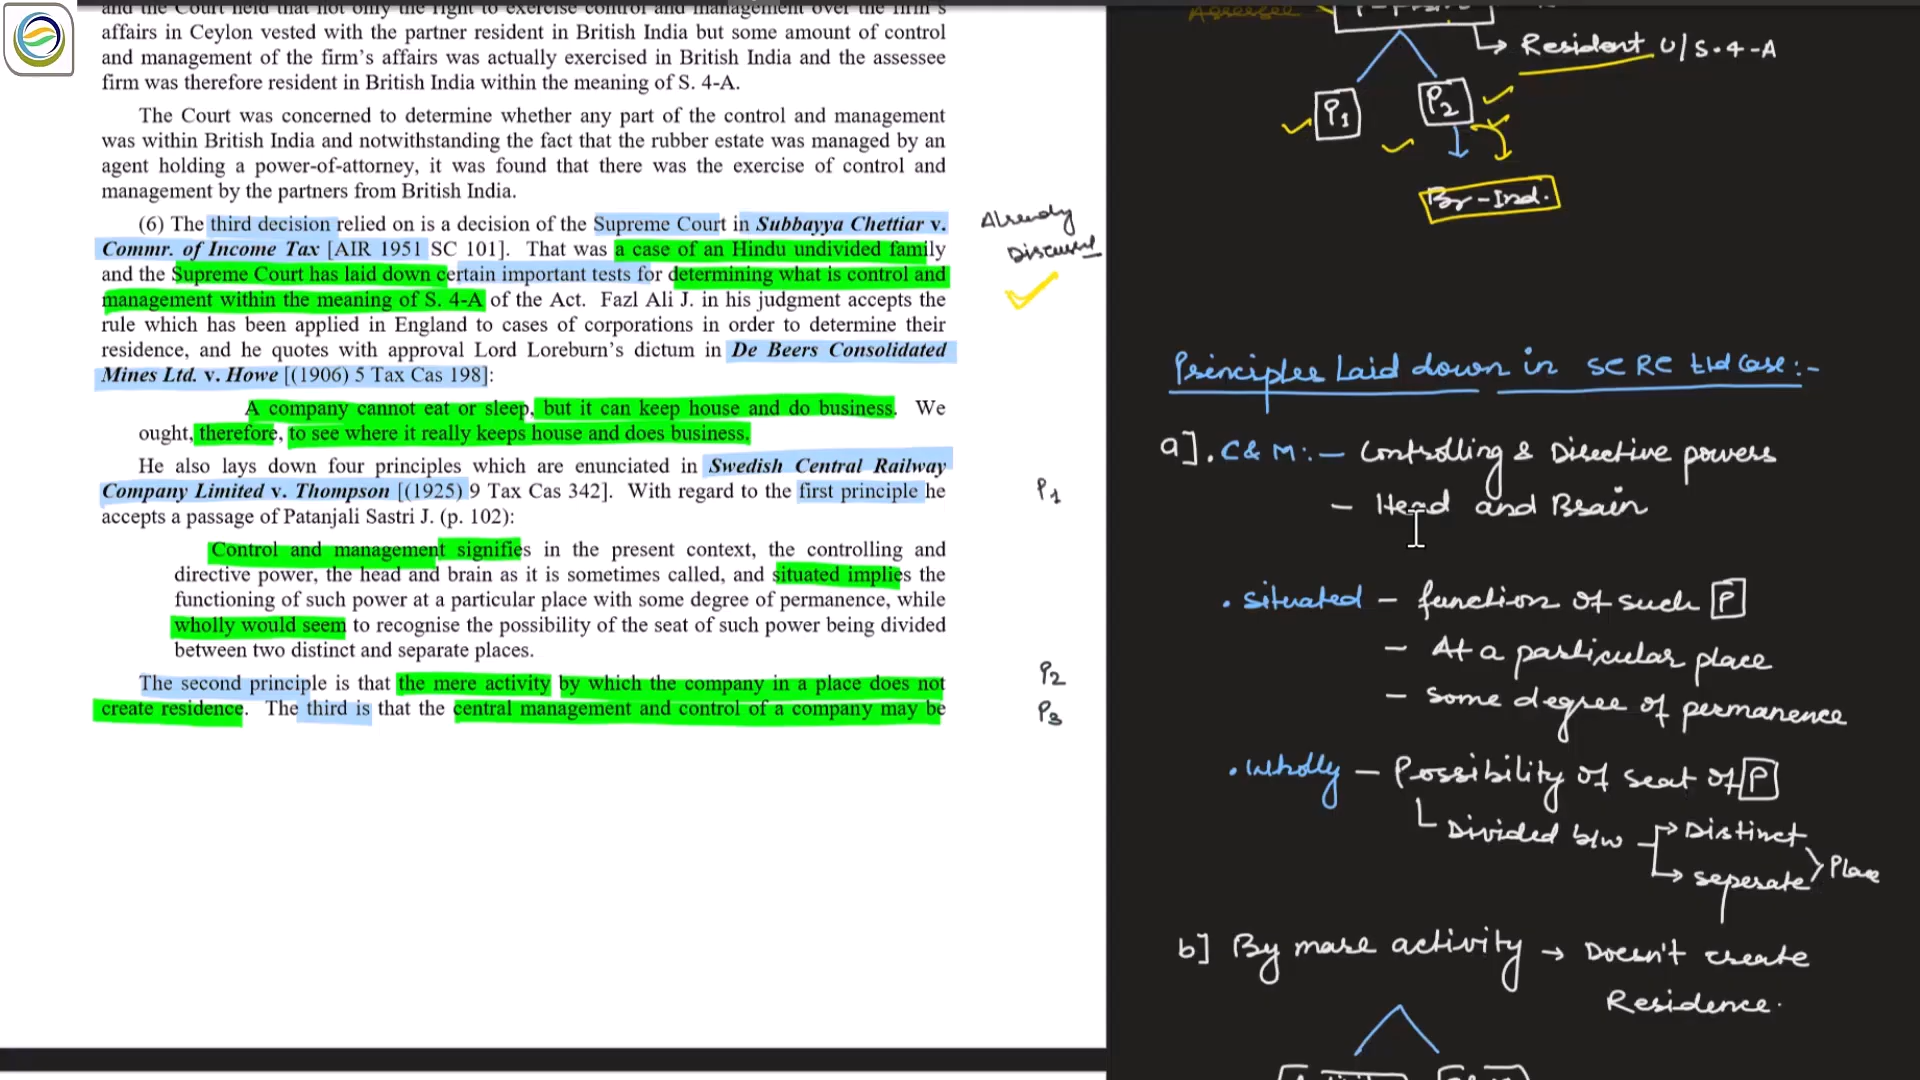 and the Court held that not only the right to exercise control and management over the firm's
affairs in Ceylon vested with the partner resident in British India but some amount of control
and management of the firm's affairs was actually exercised in British India and the assessee
firm was therefore resident in British India within the meaning of S. 4-A.
The Court was concerned to determine whether any part of the control and management
was within British India and notwithstanding the fact that the rubber estate was managed by an
agent holding a power-of-attorney, it was found that there was the exercise of control and
management by the partners from British India.
(6) The third decision relied on is a decision of the Supreme Court in Subbayya Chettiar v.
Commr. of Income Tax [AIR 1951 SC 101]. That was a case of an Hindu undivided family
and the Supreme Court has laid down certain important tests for determining what is control and
management within the meaning of S. 4-A of the Act. Fazl Ali J. in his judgment accepts the
rule which has been applied in England to cases of corporations in order to determine their
residence, and he quotes with approval Lord Loreburn's dictum in De Beers Consolidated
Mines Ltd. v. Howe [(1906) 5 Tax Cas 198]:
A company cannot eat or sleep, but it can keep house and do business. We
ought, therefore, to see where it really keeps house and does business.
He also lays down four principles which are enunciated in Swedish Central Railway
Company Limited v. Thompson [(1925) 9 Tax Cas 342]. With regard to the first principle he
accepts a passage of Patanjali Sastri J. (p. 102):
Control and management signifies in the present context, the controlling and
directive power, the head and brain as it is sometimes called, and situated implies the
functioning of such power at a particular place with some degree of permanence, while
wholly would seem to recognise the possibility of the seat of such power being divided
between two distinct and separate places.
The second principle is that the mere activity by which the company in a place does not
create residence. The third is that the central management and control of a company may be
Already
Discussed
P1
P2
P3
Assessee
Resident U/S.4-A
P1
P2
Br-Ind.
Principles Laid down in SCRC Ltd Case:-
a]. C & M:- Controlling & Directive powers
- Head and Brain
• Situated - function of such P
- At a particular place
- Some degree of permanence
• Wholly - Possibility of seat of P
Divided b/w Distinct
seperate
Place
b] By mare activity → Doesn't create
Residence.